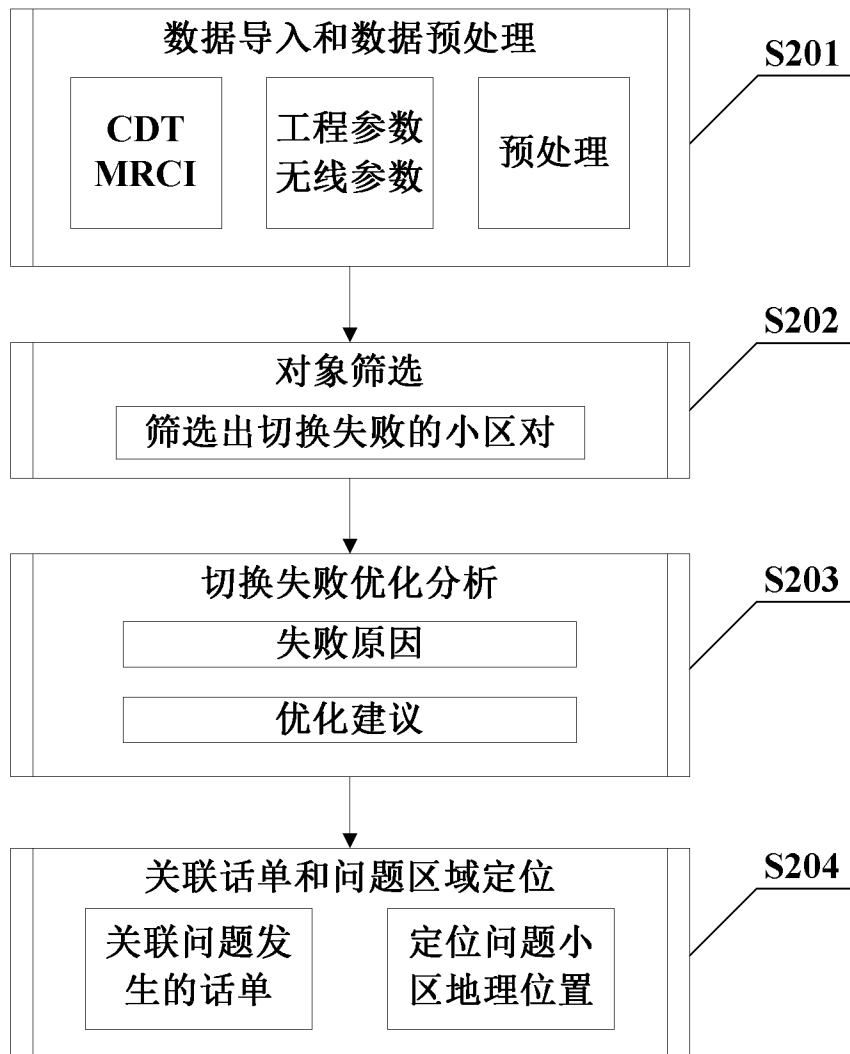 数据导入和数据预处理
S201
CDT
MRCI
工程参数
无线参数
预处理
S202
对象筛选
筛选出切换失败的小区对
切换失败优化分析
S203
失败原因
优化建议
关联话单和问题区域定位
S204
关联问题发
生的话单
定位问题小
区地理位置